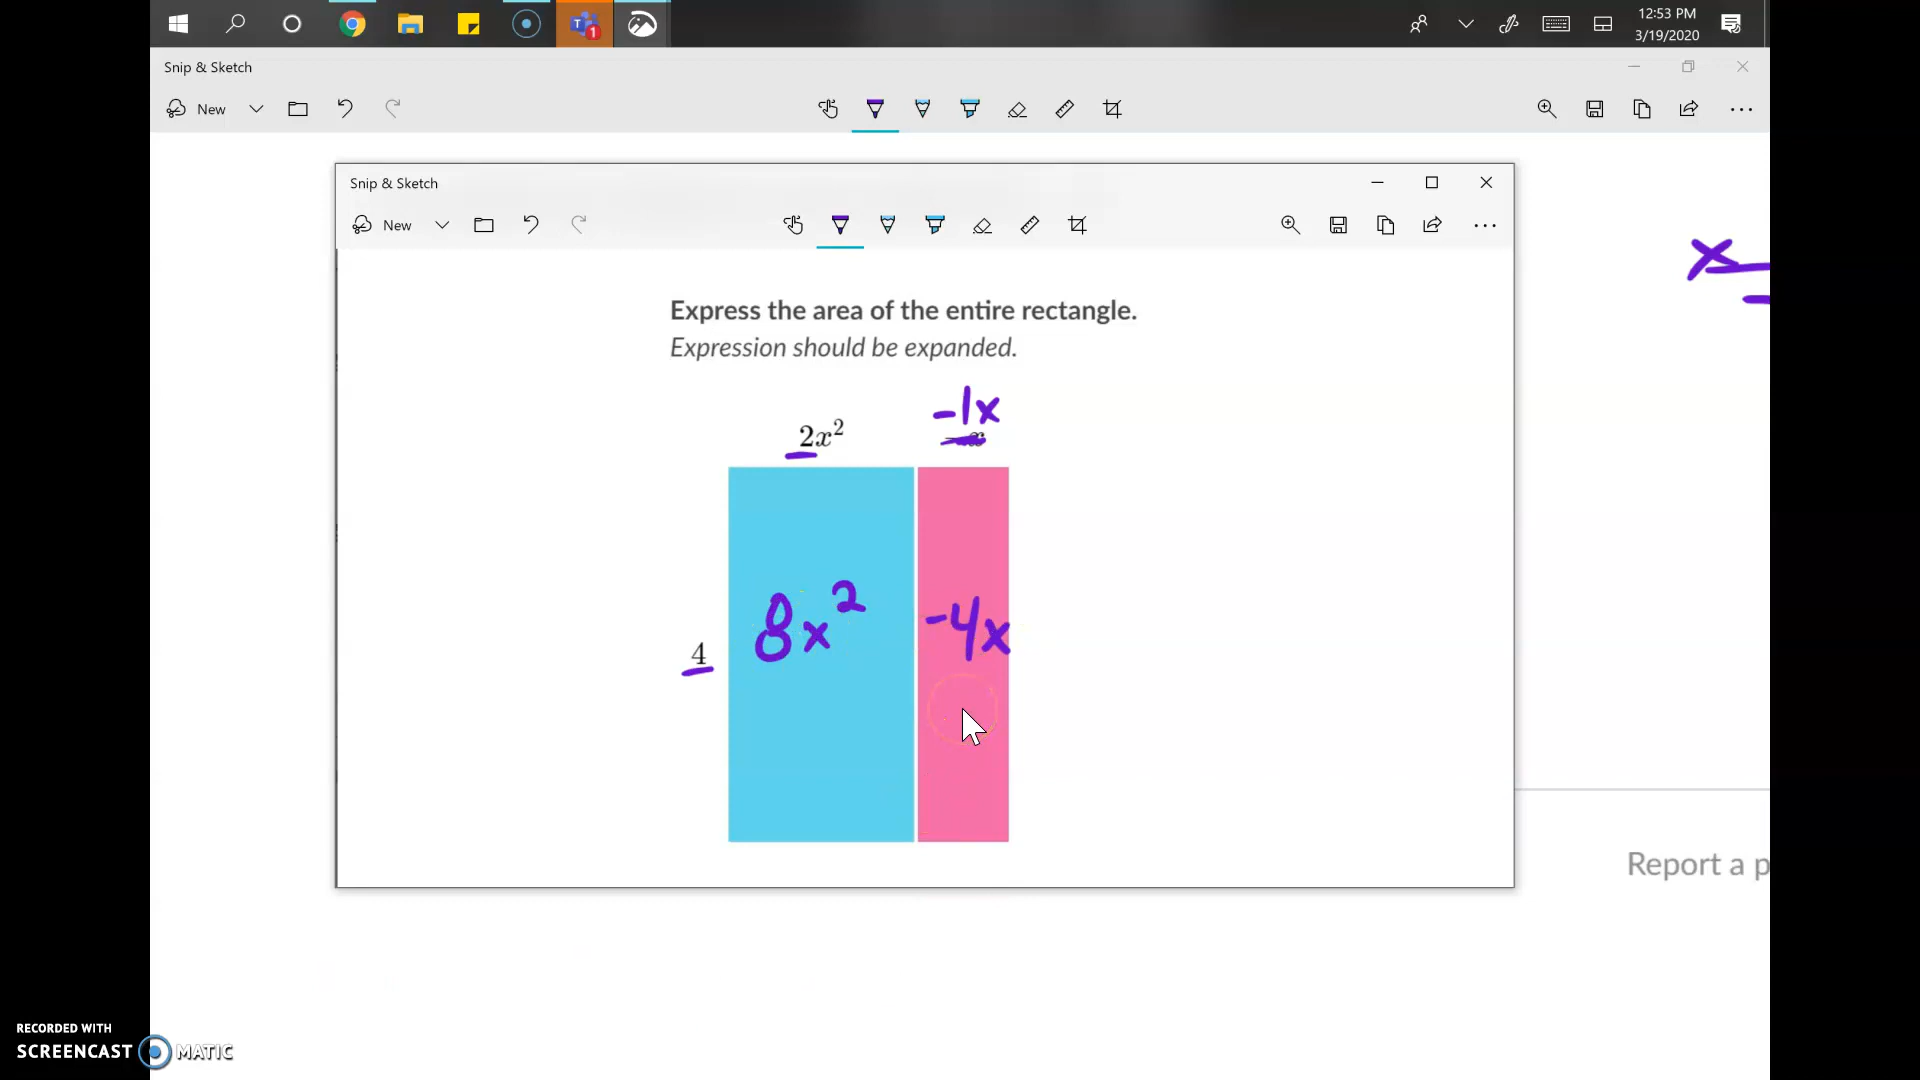 12:53 PM
3/19/2020
1
Snip & Sketch
New
Snip & Sketch
New
Express the area of the entire rectangle.
Expression should be expanded.
-1x
2x²
8x²
-4x
4
x
Report a p
RECORDED WITH
SCREENCAST MATIC